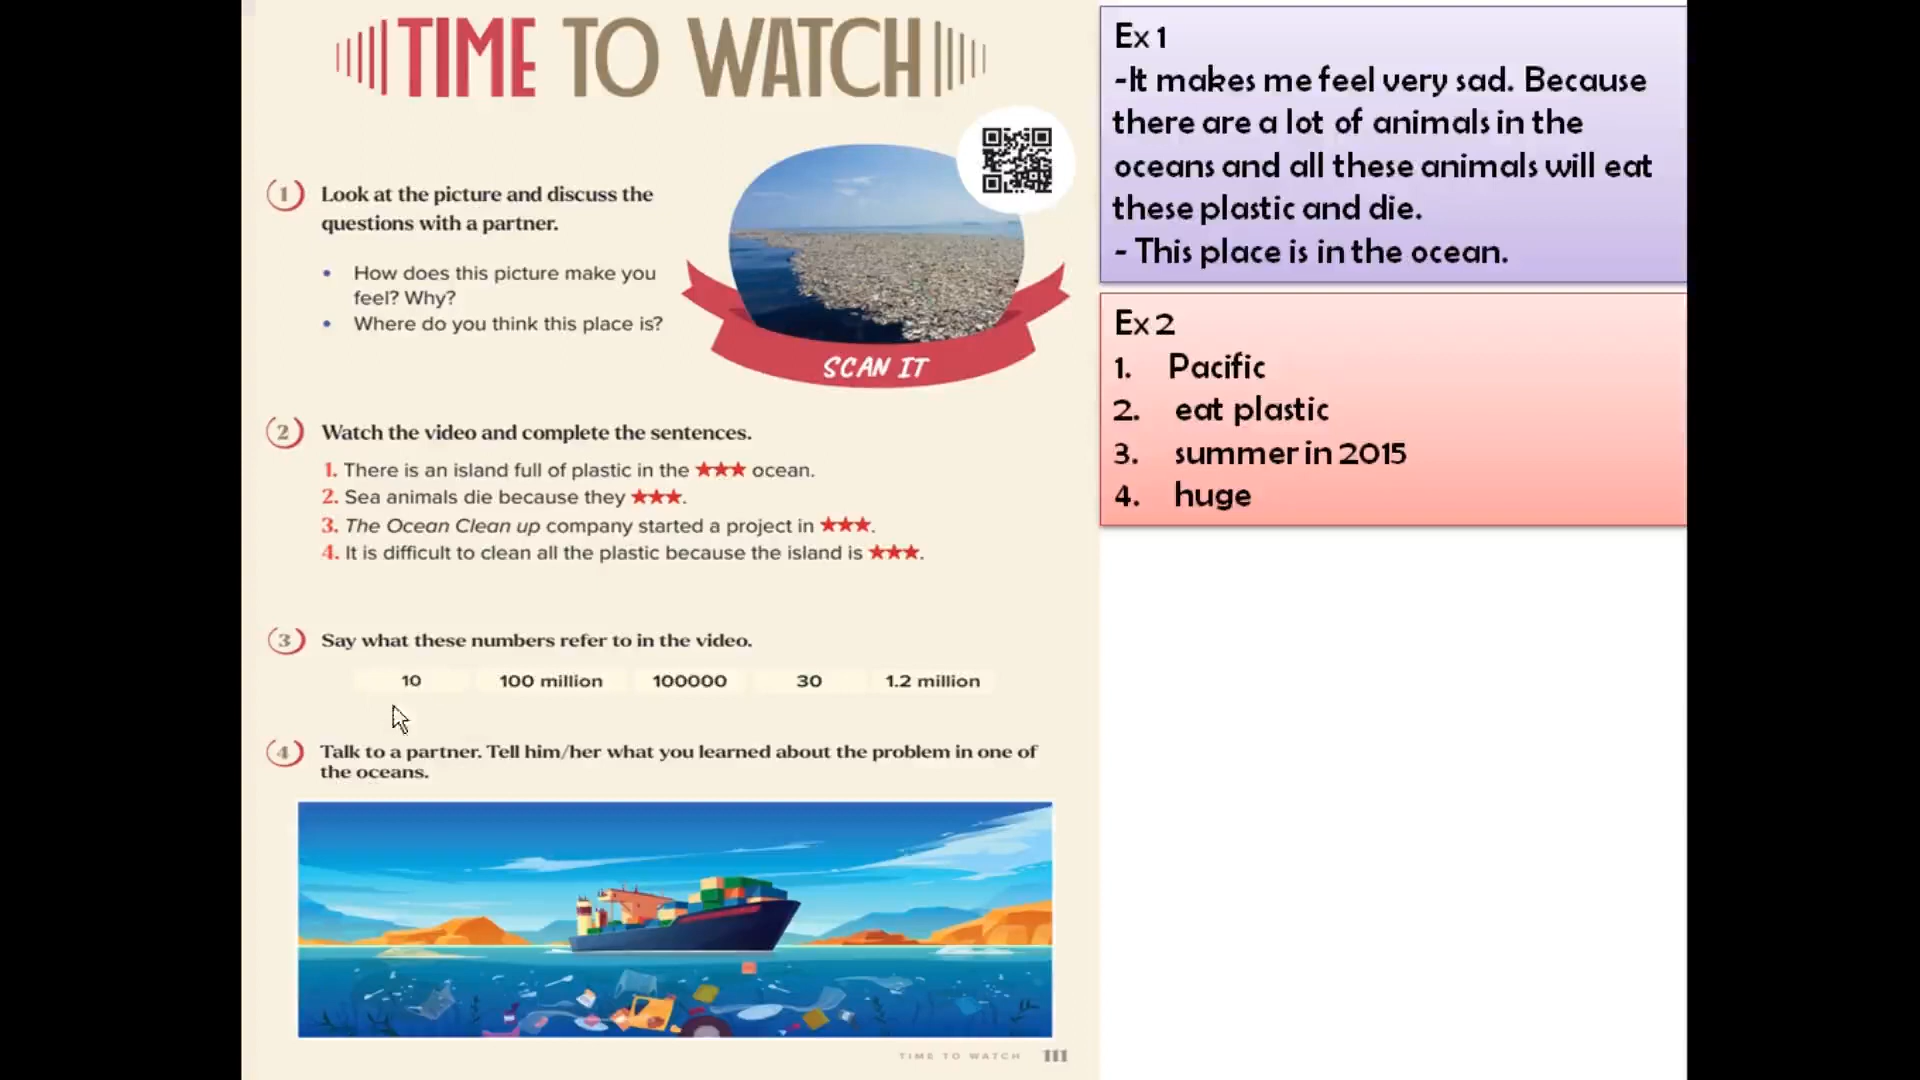 TIME TO WATCH
1 Look at the picture and discuss the
questions with a partner.
• How does this picture make you
feel? Why?
• Where do you think this place is?
SCAN IT
2 Watch the video and complete the sentences.
1. There is an island full of plastic in the ★★★ ocean.
2. Sea animals die because they ★★★.
3. The Ocean Clean up company started a project in ★★★.
4. It is difficult to clean all the plastic because the island is ★★★.
3 Say what these numbers refer to in the video.
10 100 million 100000 30 1.2 million
4 Talk to a partner. Tell him/her what you learned about the problem in one of
the oceans.
TIME TO WATCH 111
Ex 1
-It makes me feel very sad. Because
there are a lot of animals in the
oceans and all these animals will eat
these plastic and die.
- This place is in the ocean.
Ex 2
1. Pacific
2. eat plastic
3. summer in 2015
4. huge